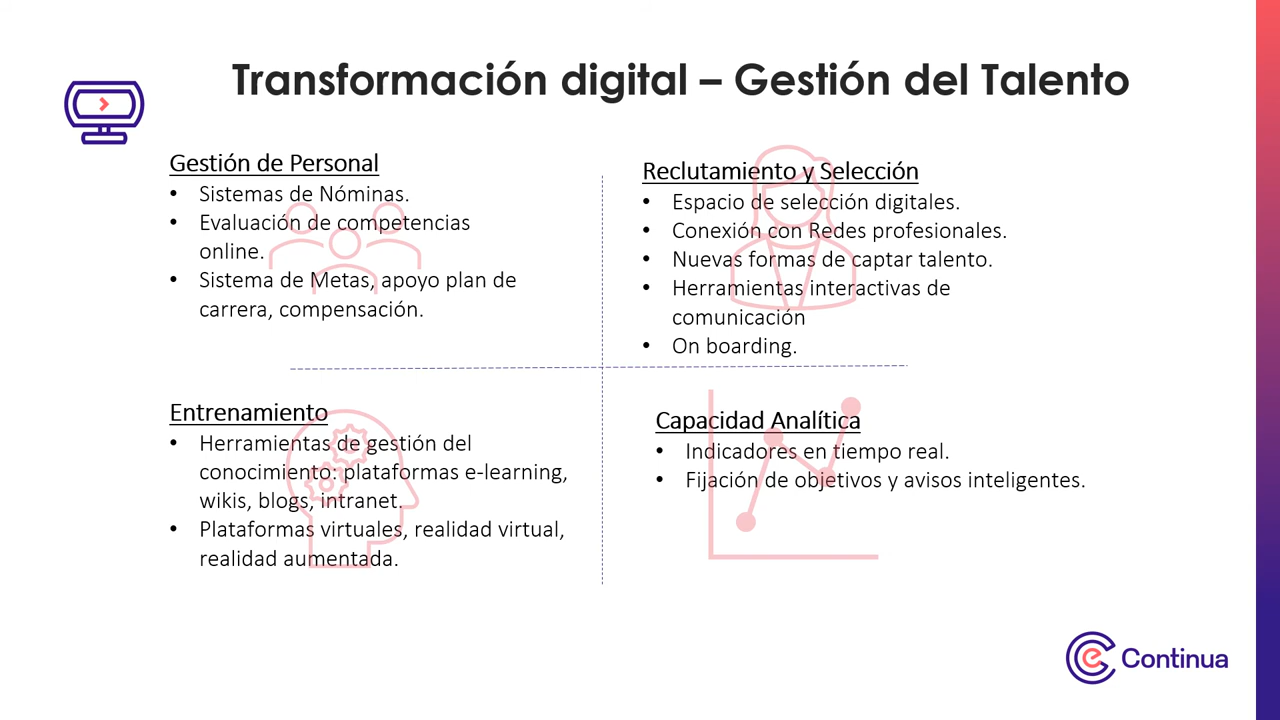 Transformación digital – Gestión del Talento
Gestión de Personal
• Sistemas de Nóminas.
• Evaluación de competencias
online.
• Sistema de Metas, apoyo plan de
carrera, compensación.
Reclutamiento y Selección
• Espacio de selección digitales.
• Conexión con Redes profesionales.
• Nuevas formas de captar talento.
• Herramientas interactivas de
comunicación
• On boarding.
Entrenamiento
• Herramientas de gestión del
conocimiento: plataformas e-learning,
wikis, blogs, intranet.
• Plataformas virtuales, realidad virtual,
realidad aumentada.
Capacidad Analítica
• Indicadores en tiempo real.
• Fijación de objetivos y avisos inteligentes.
e Continua